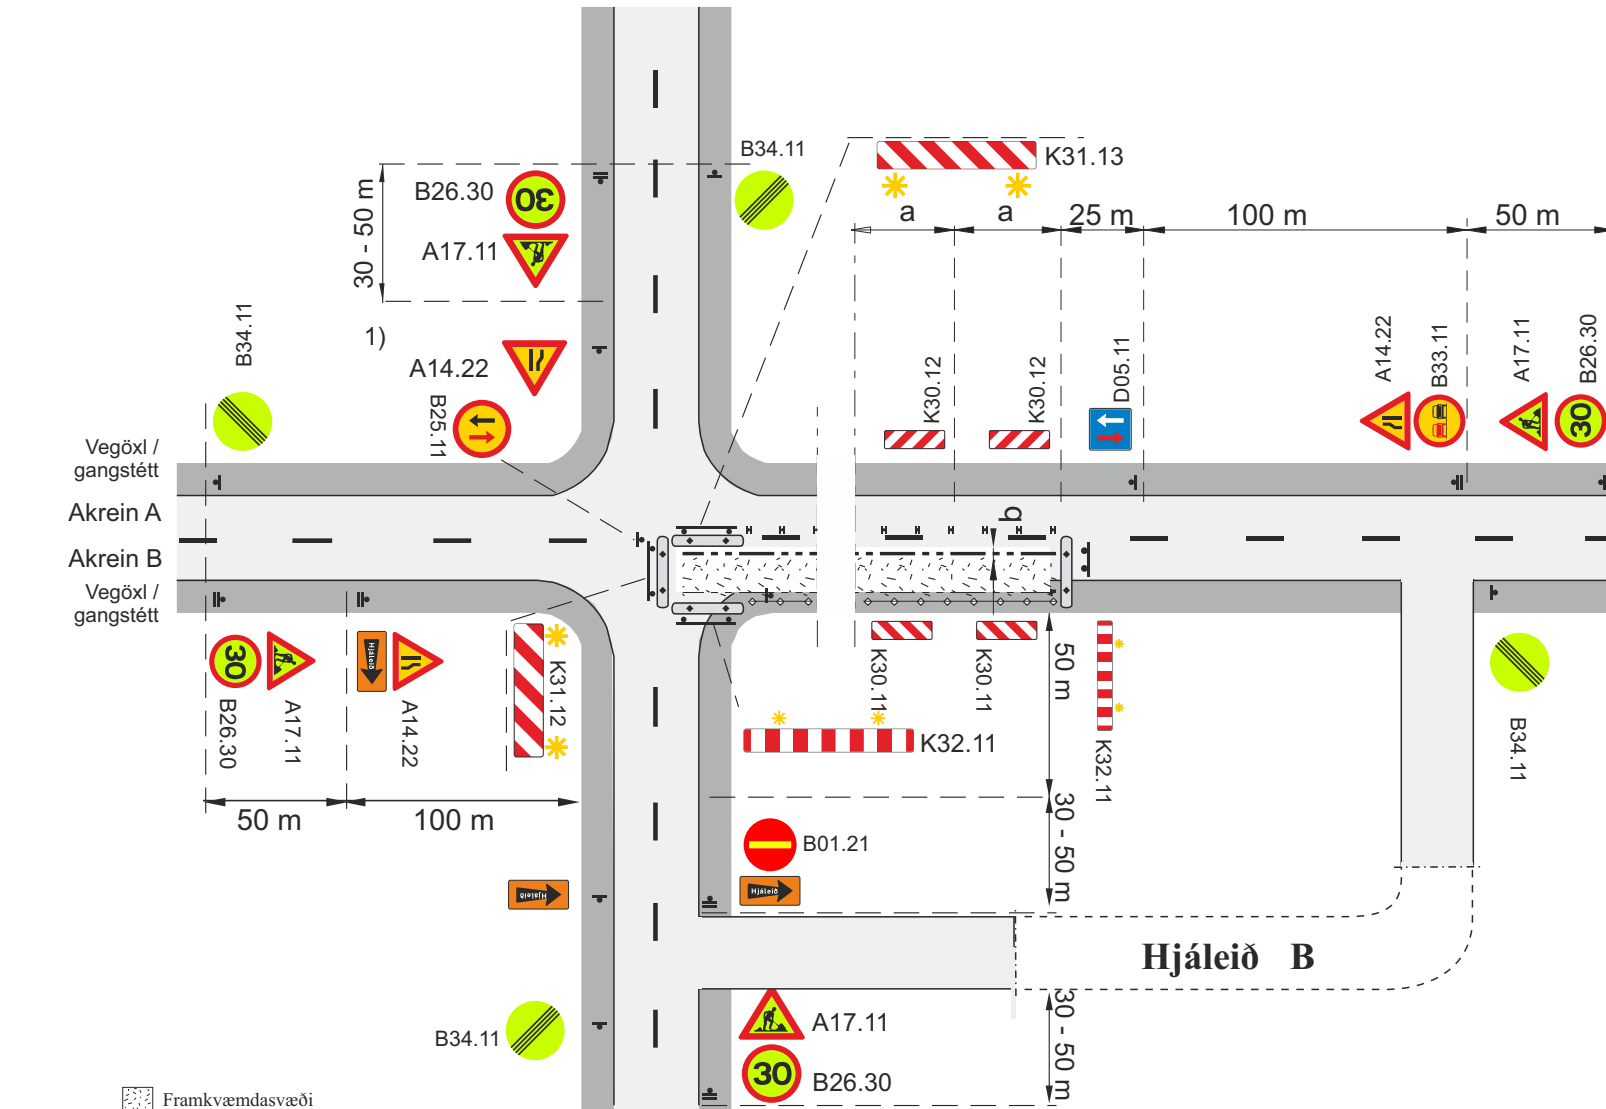 B34.11
K31.13
B26.30
30
A17.11
30 - 50 m
a
a
25 m
100 m
50 m
B34.11
1)
A14.22
B25.11
K30.12
K30.12
D05.11
A14.22
B33.11
A17.11
B26.30
30
Vegöxl /
gangstétt
Akrein A
Akrein B
Vegöxl /
gangstétt
b
30
B26.30
A17.11
Hjáleið
A14.22
K31.12
K30.11
K30.11
50 m
K32.11
K32.11
B34.11
50 m
100 m
30 - 50 m
B01.21
Hjáleið
Hjáleið
Hjáleið B
B34.11
A17.11
30
B26.30
30 - 50 m
Framkvæmdasvæði